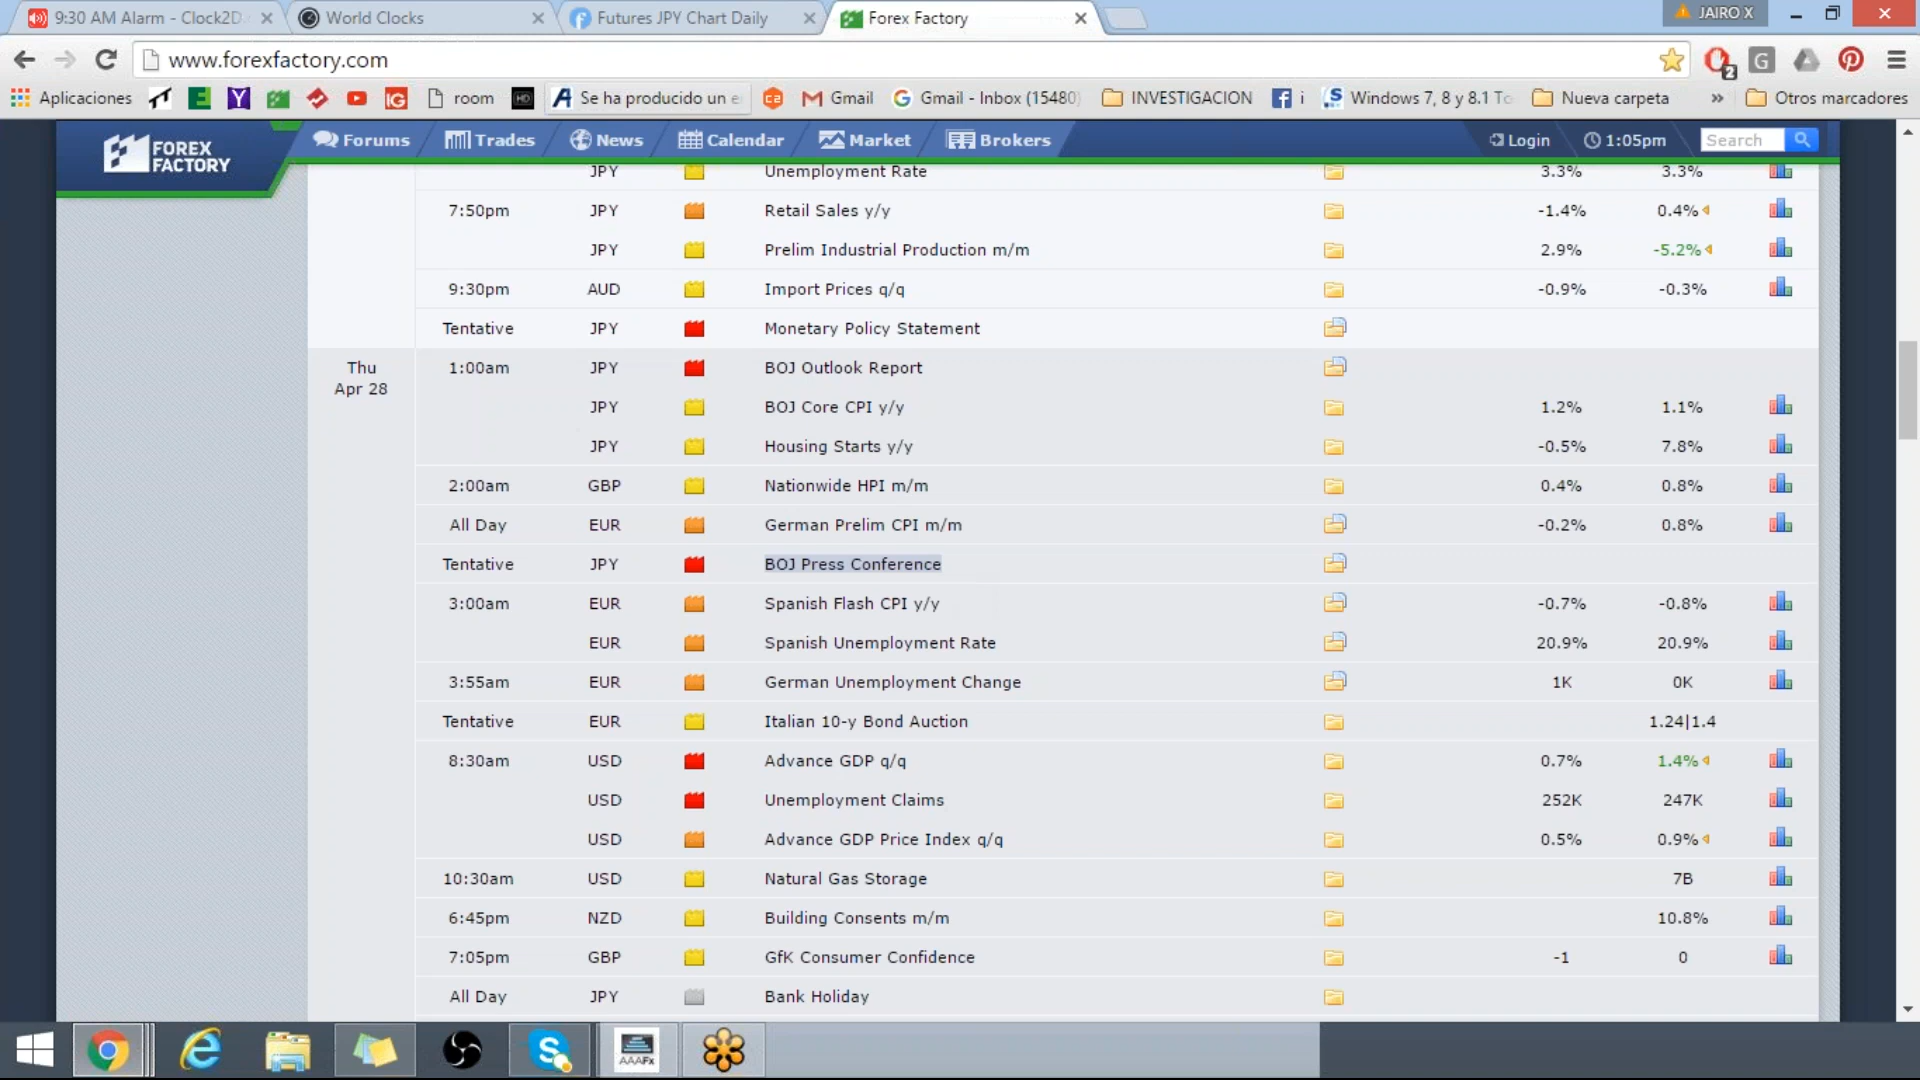 9:30 AM Alarm - Clock2D
World Clocks
Futures JPY Chart Daily
Forex Factory
JAIRO X
www.forexfactory.com
2
G
Aplicaciones
E
Y
IG
room
HD
Se ha producido un e
Gmail
Gmail - Inbox (15480)
INVESTIGACION
i
Windows 7, 8 y 8.1 To
Nueva carpeta
»
Otros marcadores
FOREX FACTORY
Forums
Trades
News
Calendar
Market
Brokers
Login
1:05pm
Search
JPY Unemployment Rate 3.3% 3.3%
7:50pm JPY Retail Sales y/y -1.4% 0.4%
JPY Prelim Industrial Production m/m 2.9% -5.2%
9:30pm AUD Import Prices q/q -0.9% -0.3%
Tentative JPY Monetary Policy Statement
Thu Apr 28 1:00am JPY BOJ Outlook Report
JPY BOJ Core CPI y/y 1.2% 1.1%
JPY Housing Starts y/y -0.5% 7.8%
2:00am GBP Nationwide HPI m/m 0.4% 0.8%
All Day EUR German Prelim CPI m/m -0.2% 0.8%
Tentative JPY BOJ Press Conference
3:00am EUR Spanish Flash CPI y/y -0.7% -0.8%
EUR Spanish Unemployment Rate 20.9% 20.9%
3:55am EUR German Unemployment Change 1K 0K
Tentative EUR Italian 10-y Bond Auction 1.24|1.4
8:30am USD Advance GDP q/q 0.7% 1.4%
USD Unemployment Claims 252K 247K
USD Advance GDP Price Index q/q 0.5% 0.9%
10:30am USD Natural Gas Storage 7B
6:45pm NZD Building Consents m/m 10.8%
7:05pm GBP GfK Consumer Confidence -1 0
All Day JPY Bank Holiday
AAAFx